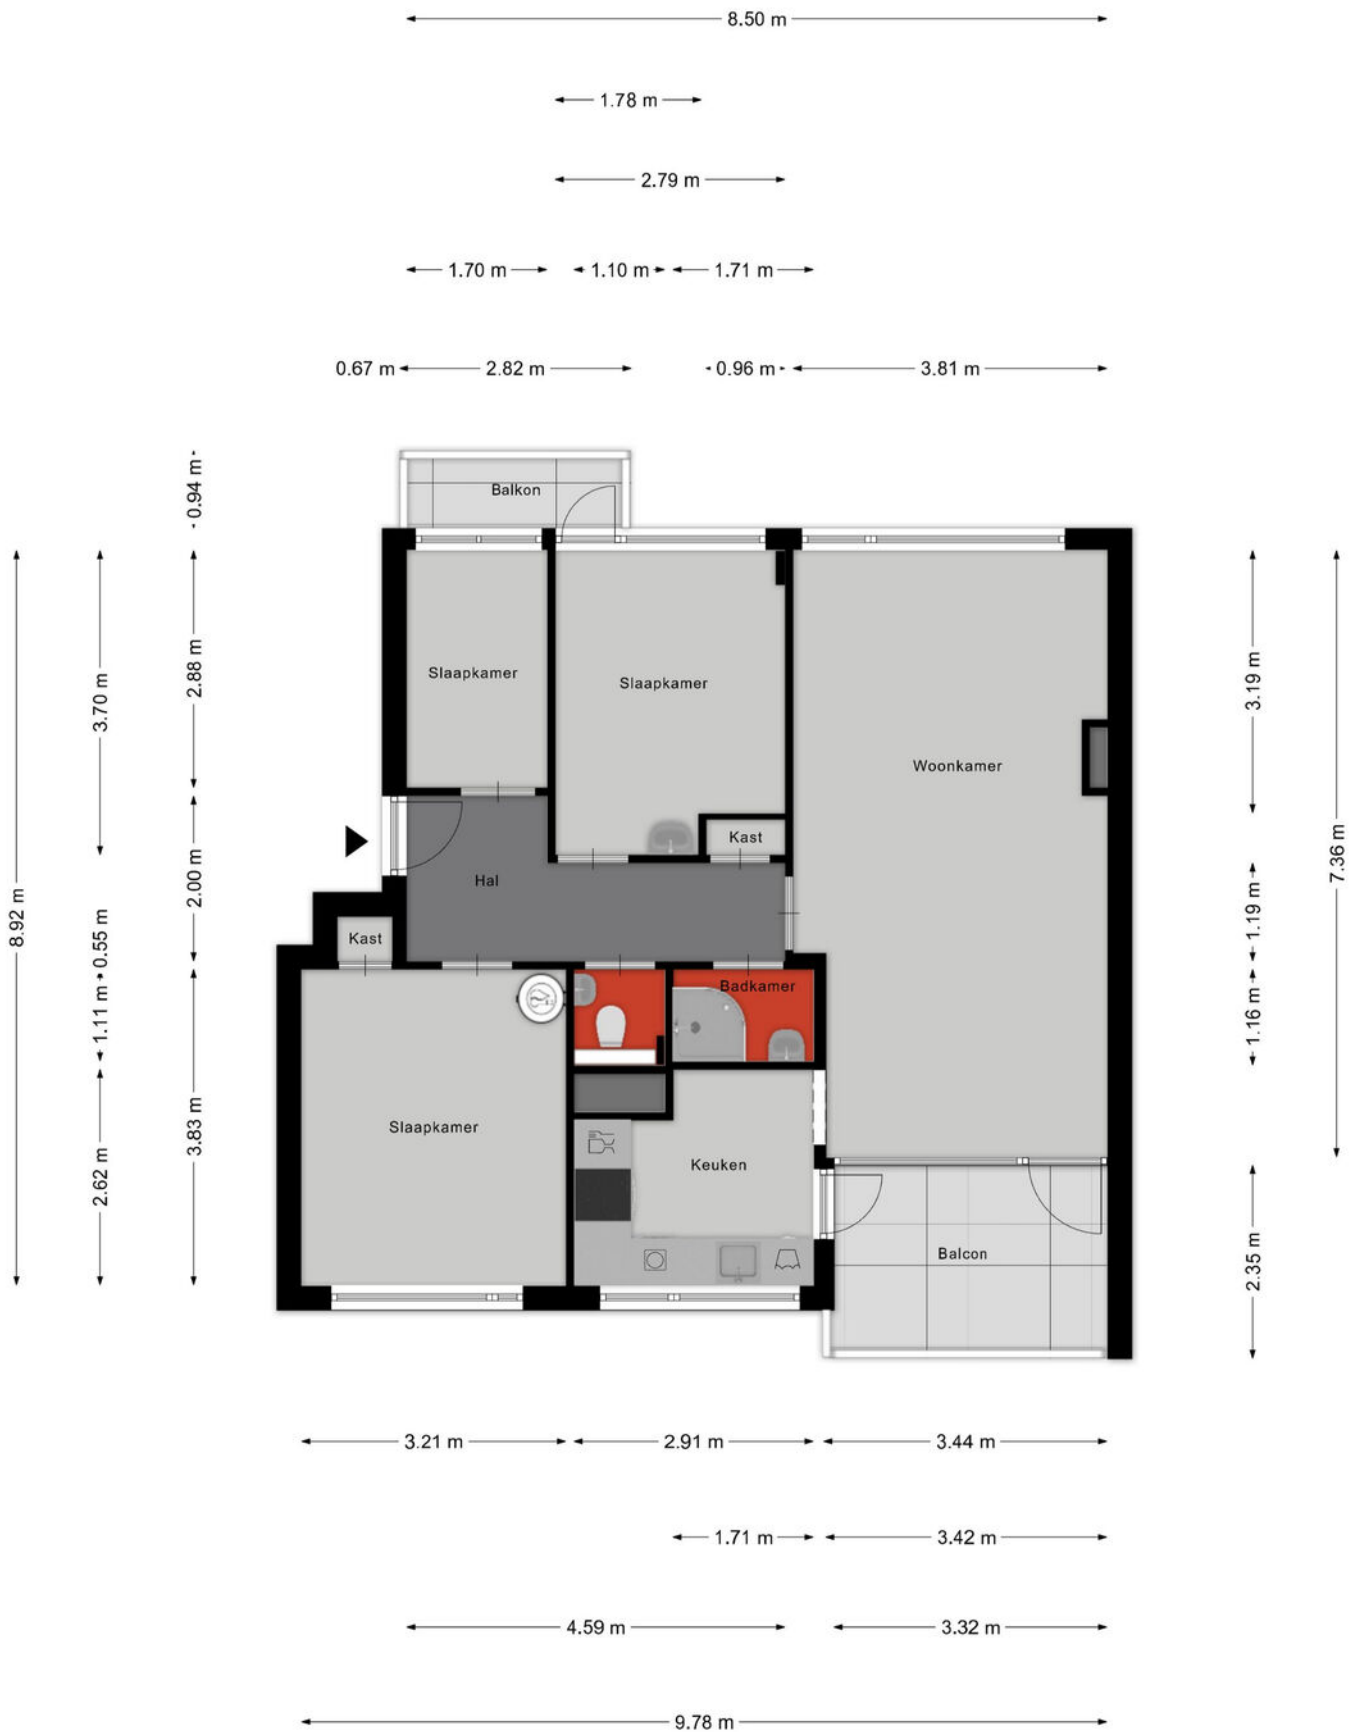 8.50 m
1.78 m
2.79 m
1.70 m
1.10 m
1.71 m
0.67 m
2.82 m
0.96 m
3.81 m
0.94 m
Balkon
8.92 m
3.70 m
2.88 m
Slaapkamer
Slaapkamer
Woonkamer
3.19 m
7.36 m
Kast
Hal
2.00 m
1.19 m
0.55 m
Kast
Badkamer
1.11 m
1.16 m
3.83 m
2.62 m
Slaapkamer
Keuken
Balcon
2.35 m
3.21 m
2.91 m
3.44 m
1.71 m
3.42 m
4.59 m
3.32 m
9.78 m